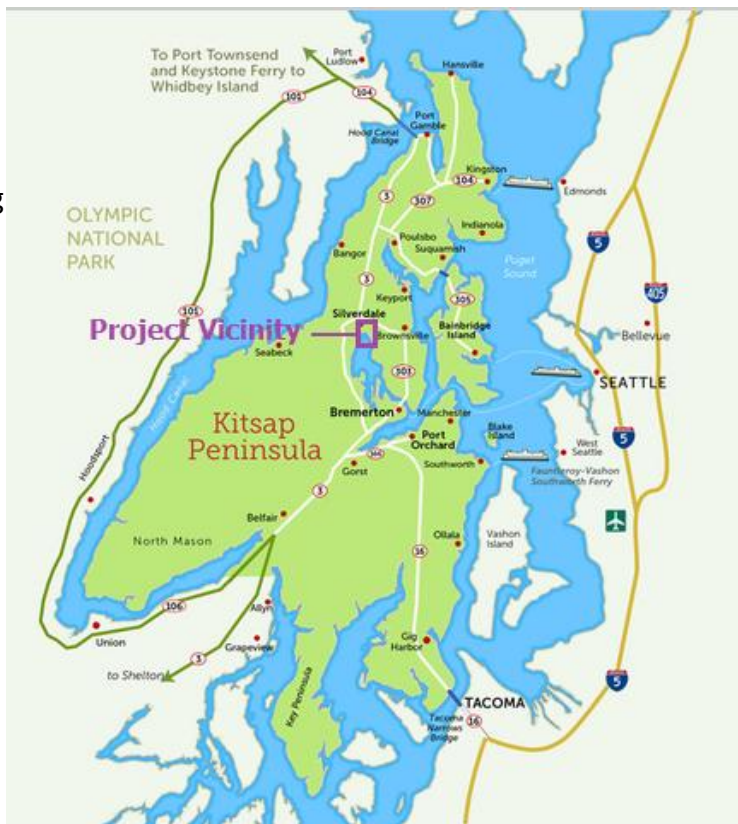 To Port Townsend
and Keystone Ferry to
Whidbey Island
Port
Ludlow
Hansville
101
104
Port
Gamble
Hood Canal
Bridge
g
Kingston
104
Edmonds
3
307
OLYMPIC
NATIONAL
PARK
Indianola
Poulsbo
Suquamish
5
Bangor
Puget
Sound
3
Keyport
305
405
101
Silverdale
Project Vicinity
Brownsville
Bainbridge
Island
Bellevue
Seabeck
303
SEATTLE
Hood Canal
Bremerton
Manchester
Kitsap
Peninsula
Port
Orchard
Blake
Island
5
West
Seattle
Hoodsport
Gorst
Southworth
Fauntleroy-Vashon
Southworth Ferry
3
Belfair
North Mason
Ollala
Vashon
Island
16
106
Allyn
Union
Grapeview
Gig
Harbor
3
to Shelton
5
Key Peninsula
TACOMA
Tacoma
Narrows
Bridge
16